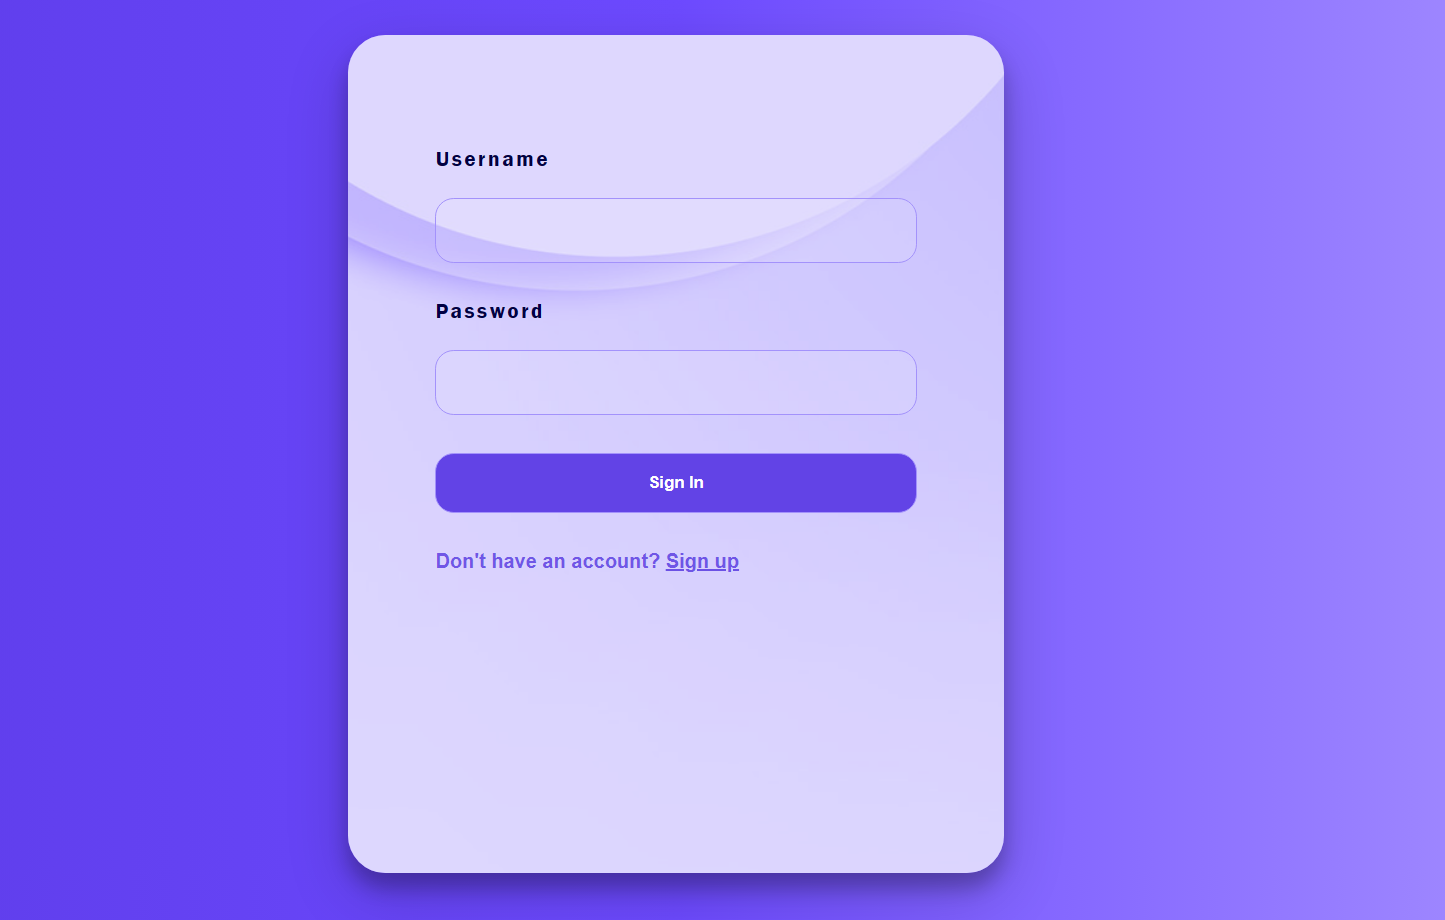 Username
Password
Sign In
Don't have an account? Sign up